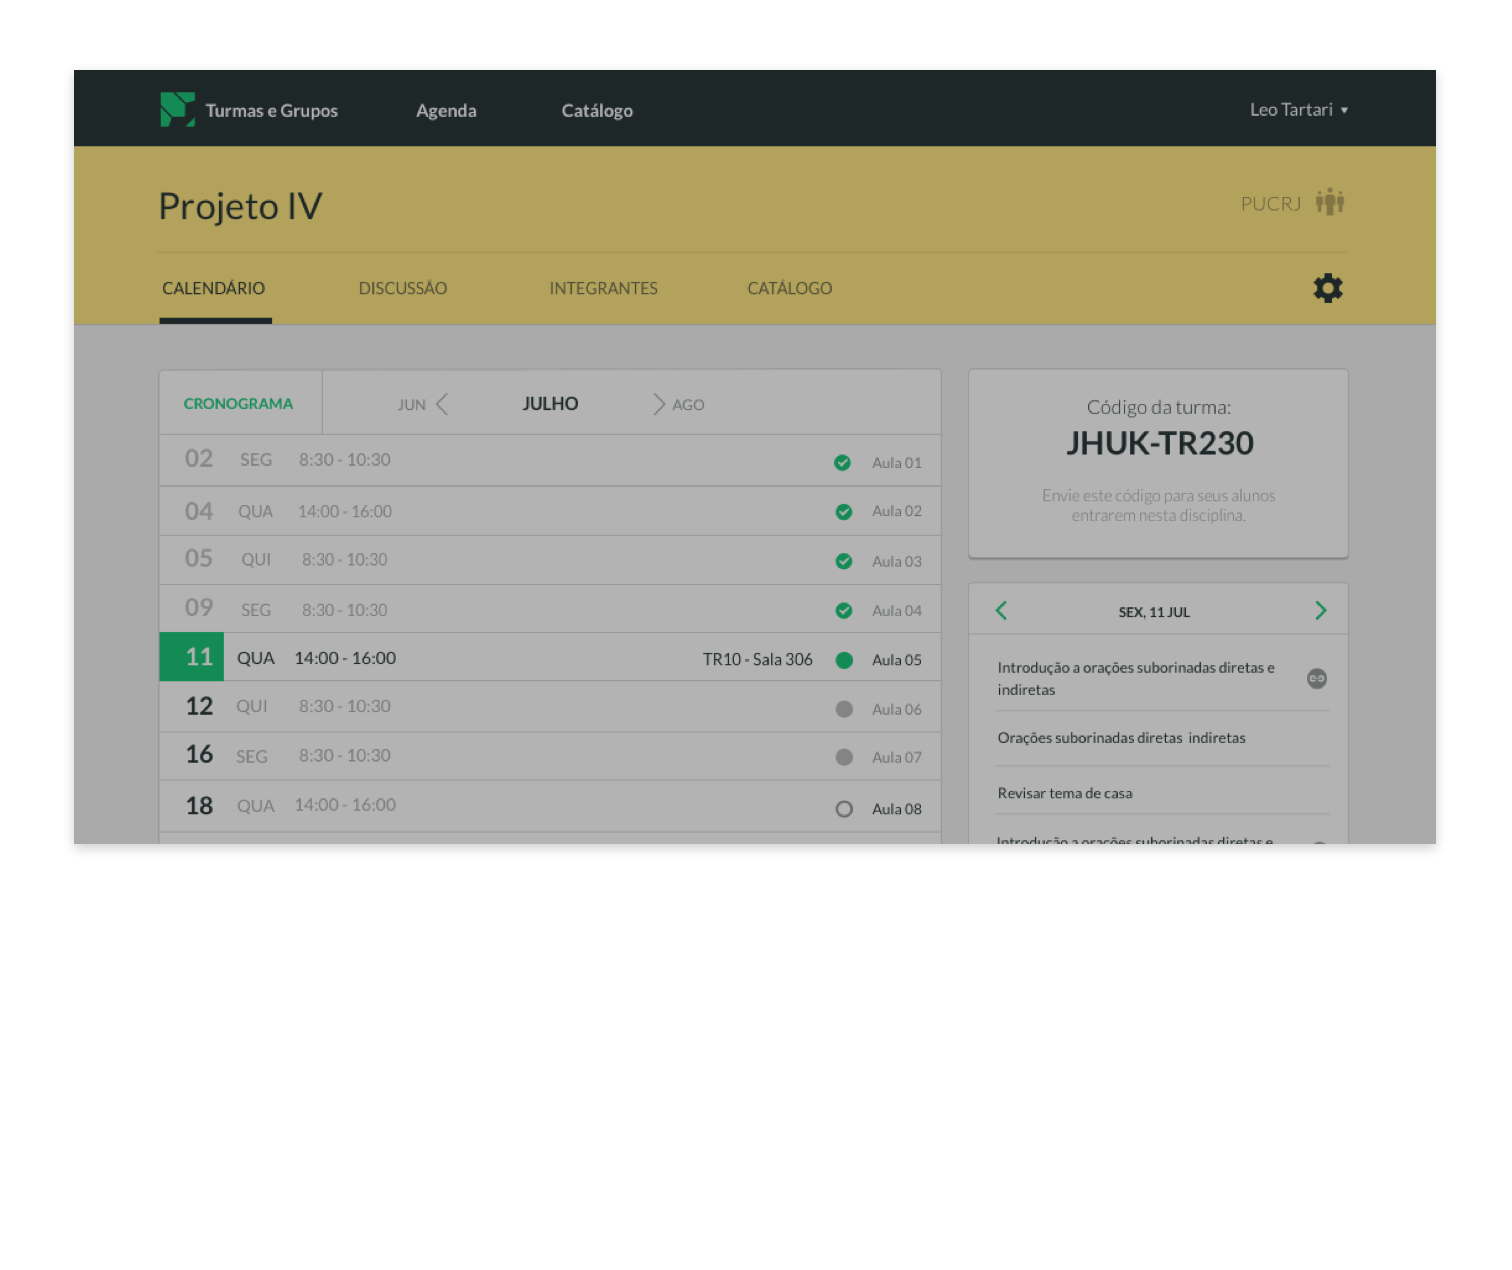 Turmas e Grupos Agenda Catálogo Leo Tartari
Projeto IV PUCRJ
CALENDÁRIO DISCUSSÃO INTEGRANTES CATÁLOGO
CRONOGRAMA JUN JULHO AGO
02 SEG 8:30 - 10:30 Aula 01
04 QUA 14:00 - 16:00 Aula 02
05 QUI 8:30 - 10:30 Aula 03
09 SEG 8:30 - 10:30 Aula 04
11 QUA 14:00 - 16:00 TR10 - Sala 306 Aula 05
12 QUI 8:30 - 10:30 Aula 06
16 SEG 8:30 - 10:30 Aula 07
18 QUA 14:00 - 16:00 Aula 08
Código da turma:
JHUK-TR230
Envie este código para seus alunos
entrarem nesta disciplina.
SEX, 11 JUL
Introdução a orações suborinadas diretas e
indiretas
Orações suborinadas diretas indiretas
Revisar tema de casa
Introdução a orações suborinadas diretas e